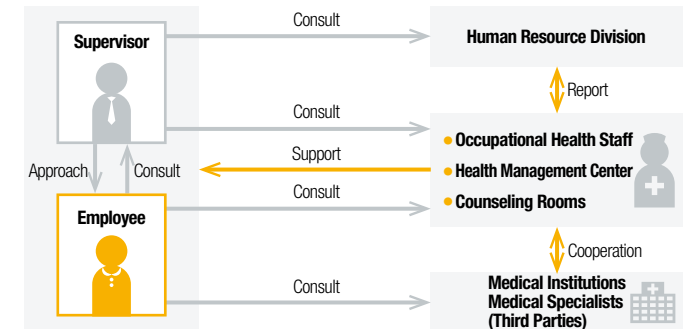 Consult
Supervisor
Human Resource Division
Report
Consult
Occupational Health Staff
Support
Approach
Consult
Health Management Center
Consult
Counseling Rooms
Employee
Cooperation
Consult
Medical Institutions
Medical Specialists
(Third Parties)